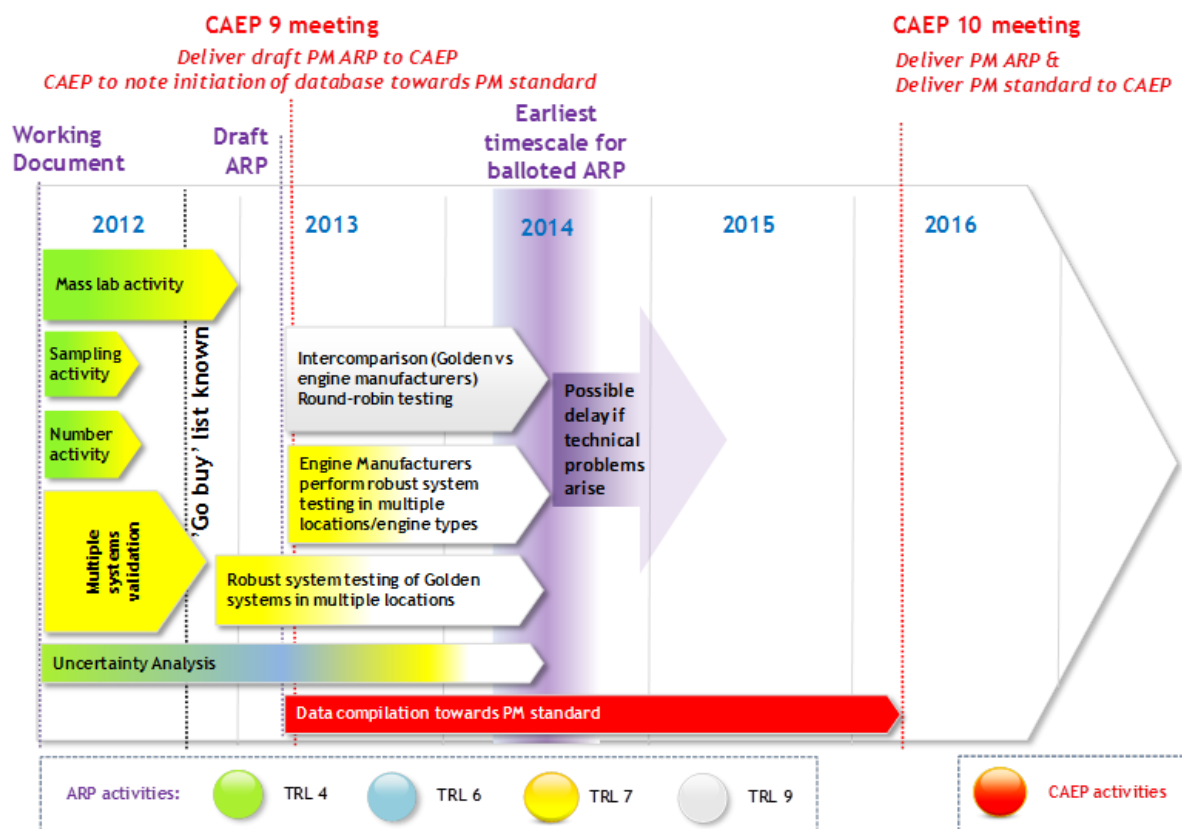 CAEP 9 meeting
Deliver draft PM ARP to CAEP
CAEP to note initiation of database towards PM standard
CAEP 10 meeting
Deliver PM ARP &
Deliver PM standard to CAEP
Working
Document
Draft
ARP
Earliest
timescale for
balloted ARP
2012
2013
2014
2015
2016
Mass lab activity
Sampling
activity
Number
activity
Multiple
systems
validation
'Go buy' list known
Intercomparison (Golden vs
engine manufacturers)
Round-robin testing
Engine Manufacturers
perform robust system
testing in multiple
locations/engine types
Robust system testing of Golden
systems in multiple locations
Possible
delay if
technical
problems
arise
Uncertainty Analysis
Data compilation towards PM standard
ARP activities:
TRL 4
TRL 6
TRL 7
TRL 9
CAEP activities